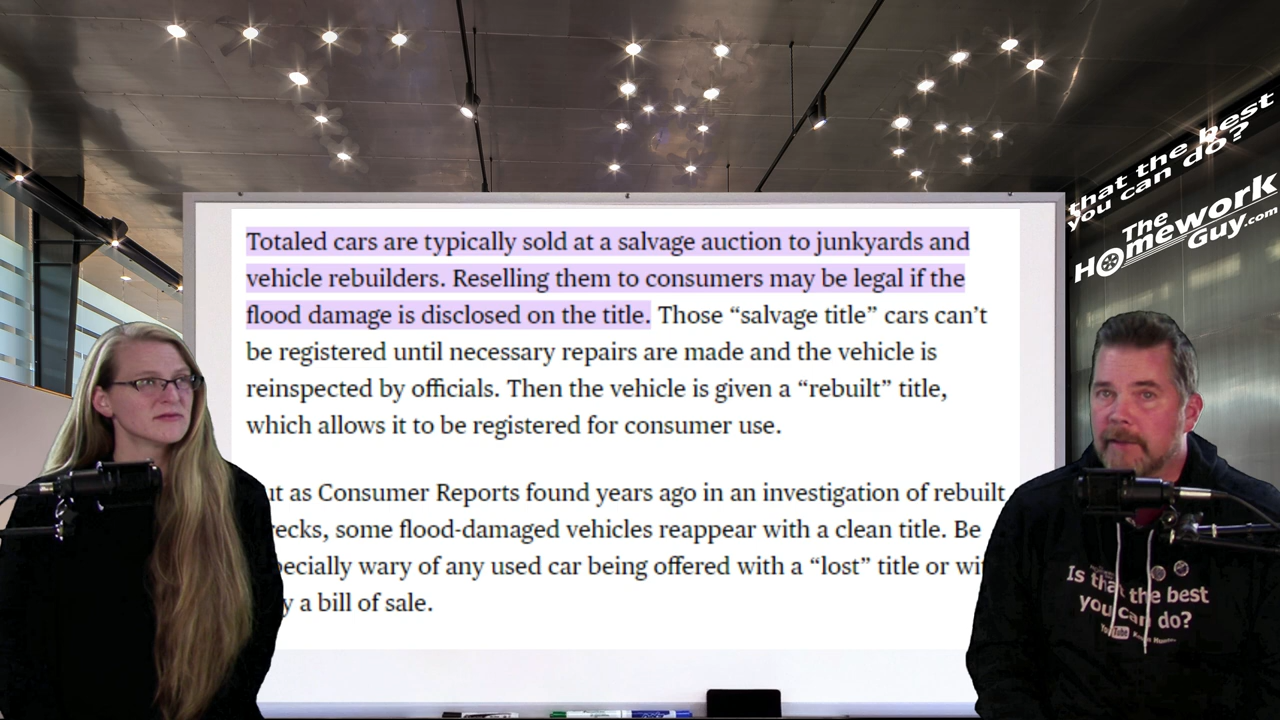 that the best
you can do?
The
Homework
Guy.com
Totaled cars are typically sold at a salvage auction to junkyards and
vehicle rebuilders. Reselling them to consumers may be legal if the
flood damage is disclosed on the title. Those “salvage title” cars can’t
be registered until necessary repairs are made and the vehicle is
reinspected by officials. Then the vehicle is given a “rebuilt” title,
which allows it to be registered for consumer use.
as Consumer Reports found years ago in an investigation of rebuilt
some flood-damaged vehicles reappear with a clean title. Be
wary of any used car being offered with a “lost” title or
a bill of sale.
Is that the best
you can do?